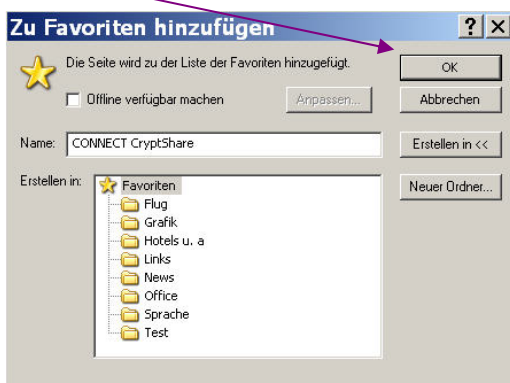 Zu Favoriten hinzufügen ? ×
Die Seite wird zu der Liste der Favoriten hinzugefügt.
OK
Offline verfügbar machen
Anpassen...
Abbrechen
Name: CONNECT CryptShare
Erstellen in <<
Erstellen in:
Favoriten
Neuer Ordner...
Flug
Grafik
Hotels u. a
Links
News
Office
Sprache
Test